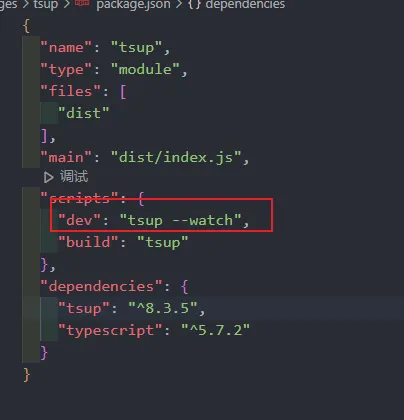 ges > tsup > package.json > {} dependencies
{
"name": "tsup",
"type": "module",
"files": [
"dist"
],
"main": "dist/index.js",
▷ 调试
"scripts": {
"dev": "tsup --watch",
"build": "tsup"
},
"dependencies": {
"tsup": "^8.3.5",
"typescript": "^5.7.2"
}
}